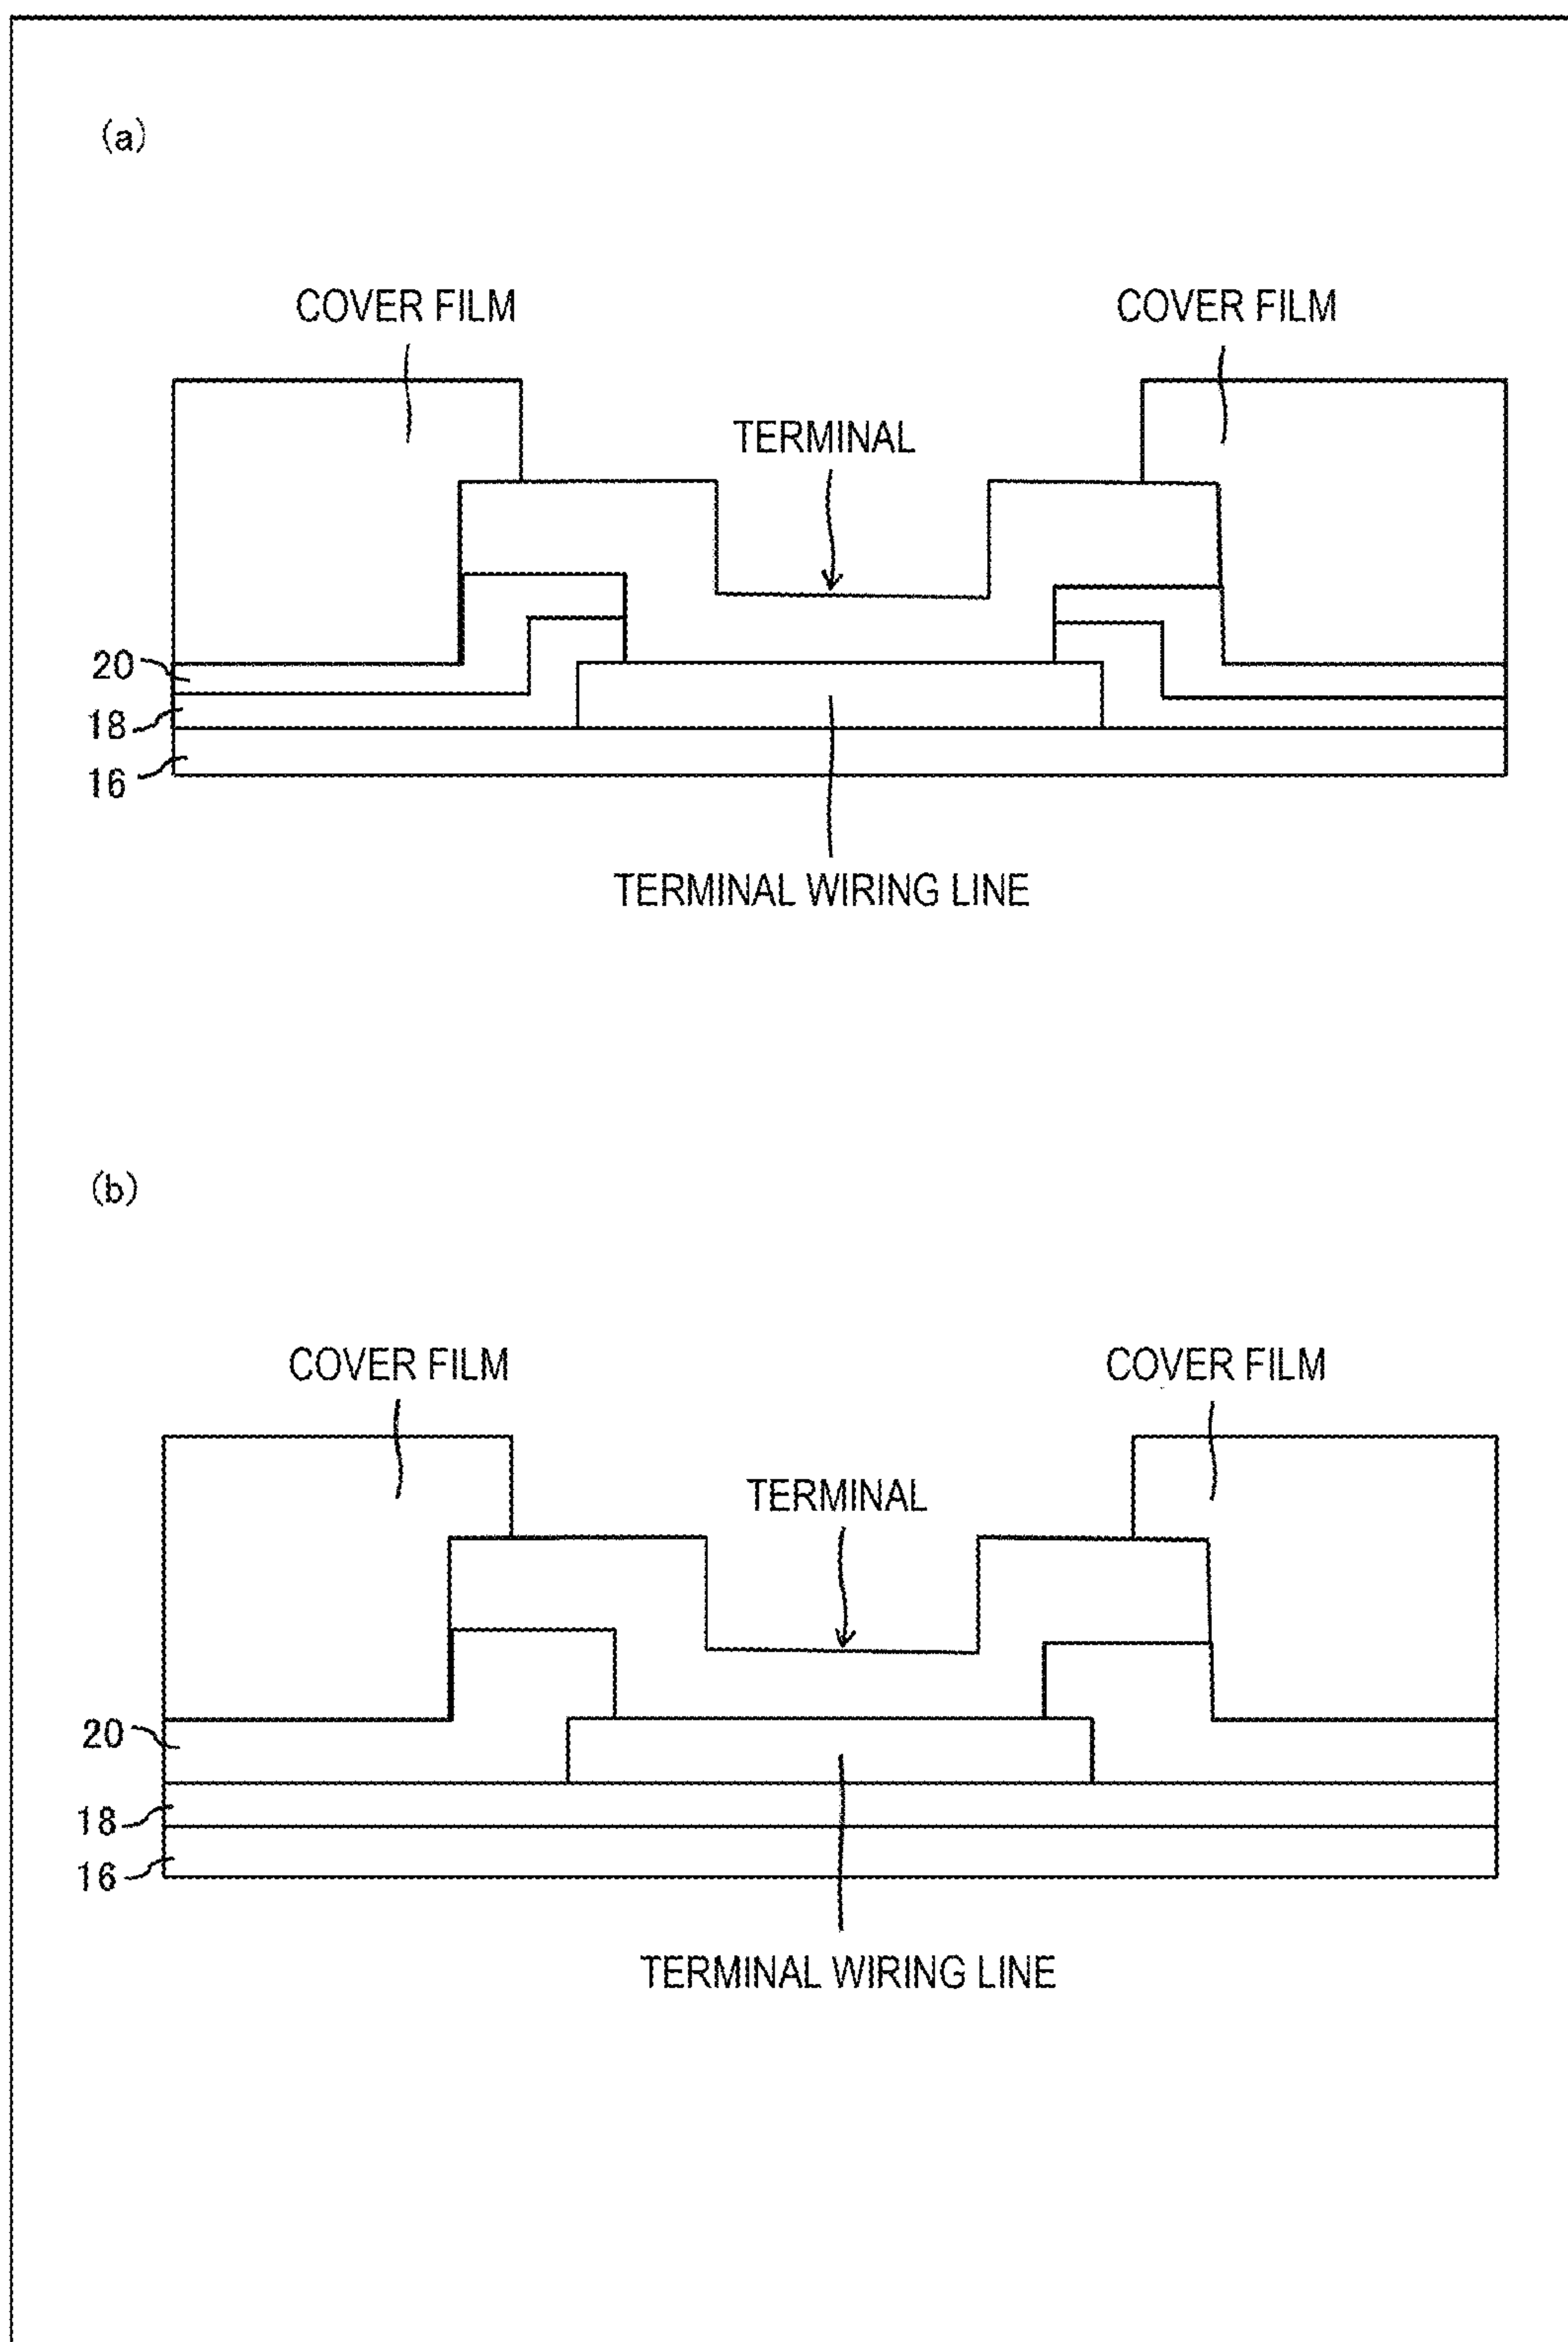 (a)
COVER FILM
COVER FILM
TERMINAL
20
18
16
TERMINAL WIRING LINE
(b)
COVER FILM
COVER FILM
TERMINAL
20
18
16
TERMINAL WIRING LINE